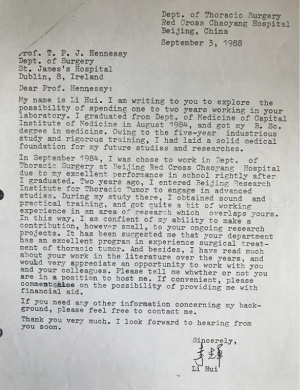 Dept. of Thoracic Surgery
Red Cross Chaoyang Hospital
Beijing, China
September 3, 1988
Prof. T. P. J. Hennessy
Dept. of Surgery
St. James's Hospital
Dublin, 8, Ireland
Dear Prof. Hennessy:
My name is Li Hui. I am writing to you to explore the
possibility of spending one to two years working in your
laboratory. I graduated from Dept. of Medicine of Capital
Institute of Medicine in August 1984, and got my B. Sc.
degree in medicine. Owing to the five-year industrious
study and rigorous training, I had laid a solid medical
foundation for my future studies and researches.
In September 1984, I was chose to work in Dept. of
Thoracic Surgery at Beijing Red Cross Chaoyang Hospital
due to my excellent performance in school rightly after
I graduated. Two years ago, I entered Beijing Research
Institute for Thoracic Tumor to engage in advanced
studies. During my study there, I obtained sound and
practical training, and got quite a bit of working
experience in an area of research which overlaps yours.
In this way, I am confient of my ability to make a
contribution, however small, to your ongoing research
projects. It has been suggested me that your department
has an excellent program in experience surgical treat-
ment of thoracic tumor. And besides, I have read much
about your work in the literature over the years, and
would very appreciate an opportunity to work with you
and your colleagues. Please tell me whwther or not you
are in a position to host me. If convenient, please
comment on the possibility of providing me with
financial aid.
If you need any other information concerning my back-
ground, please feel free to contact me.
Thank you very much. I look forward to hearing from
you soon.
Sincerely,
李辉
Li Hui